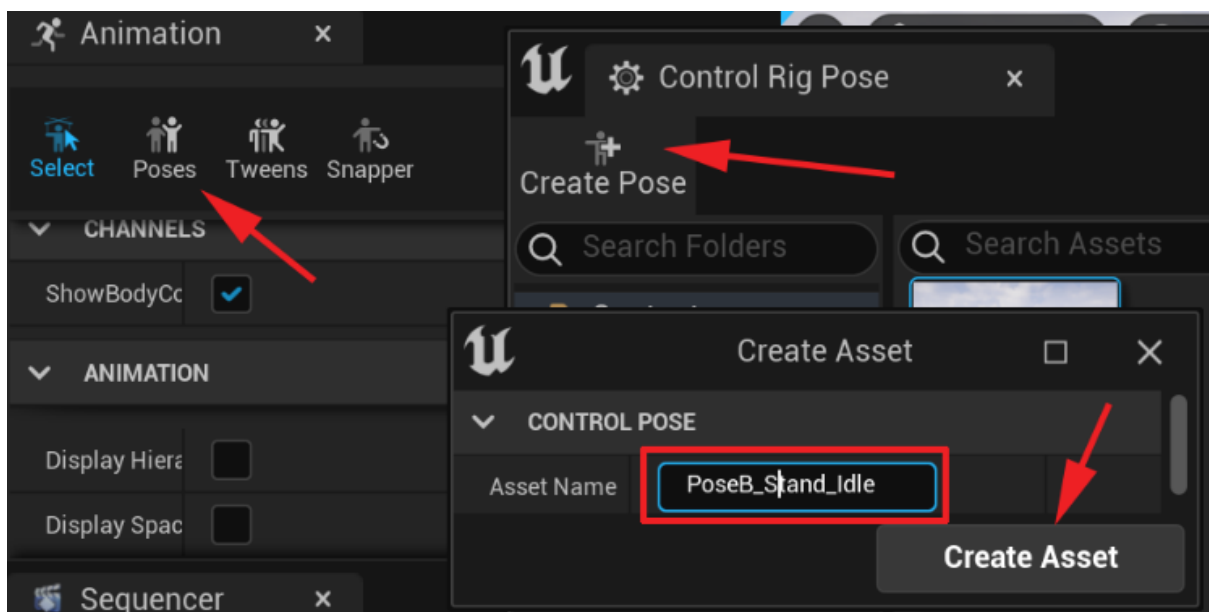 Animation
Select
Poses
Tweens
Snapper
CHANNELS
ShowBodyCo
ANIMATION
Display Hiera
Display Spac
Sequencer
Control Rig Pose
Create Pose
Search Folders
Search Assets
Create Asset
CONTROL POSE
Asset Name
PoseB_Stand_Idle
Create Asset